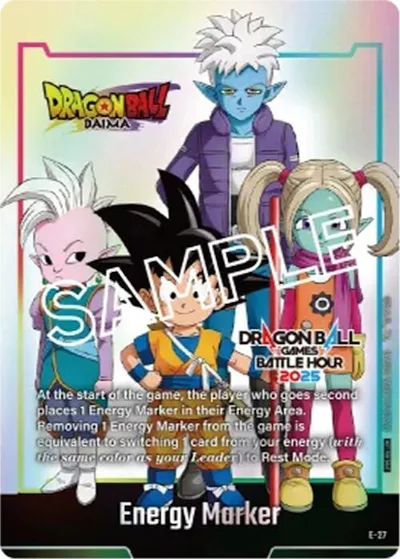 DRAGON BALL
DAIMA
SAMPLE
DRAGON BALL
GAMES
BATTLE HOUR
2025
At the start of the game, the player who goes second
places 1 Energy Marker in their Energy Area.
Removing 1 Energy Marker from the game is
equivalent to switching 1 card from your energy (with
the same color as your Leader) to Rest Mode.
Energy Marker
E-27